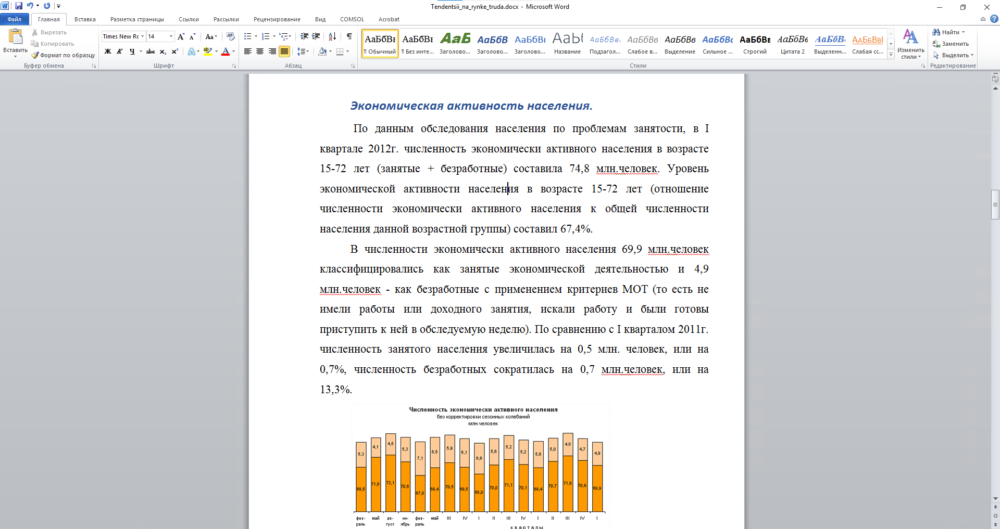 Tendentsii_na_rynke_truda.docx - Microsoft Word
Файл Главная Вставка Разметка страницы Ссылки Рассылки Рецензирование Вид COMSOL Acrobat
Вставить
Вырезать
Копировать
Формат по образцу
Буфер обмена
Times New Rc 14
Шрифт
Абзац
АаБбВв АаБбВв АаБ АаБбВ АаБбВі АаЫ АаБбВві АаБбВв АаБбВв АаБбВв АаБбВв АаБбВв АаБбВв АаБбВвІ
¶ Обычный ¶ Без инте... Заголово... Заголово... Заголово... Название Подзагол... Слабое в... Выделение Сильное ... Строгий Цитата 2 Выделенн... Слабая сс...
Стили
Изменить
стили
Найти
Заменить
Выделить
Редактирование
Экономическая активность населения.
По данным обследования населения по проблемам занятости, в I
квартале 2012г. численность экономически активного населения в возрасте
15-72 лет (занятые + безработные) составила 74,8 млн.человек. Уровень
экономической активности населения в возрасте 15-72 лет (отношение
численности экономически активного населения к общей численности
населения данной возрастной группы) составил 67,4%.
В численности экономически активного населения 69,9 млн.человек
классифицировались как занятые экономической деятельностью и 4,9
млн.человек - как безработные с применением критериев МОТ (то есть не
имели работы или доходного занятия, искали работу и были готовы
приступить к ней в обследуемую неделю). По сравнению с I кварталом 2011г.
численность занятого населения увеличилась на 0,5 млн. человек, или на
0,7%, численность безработных сократилась на 0,7 млн.человек, или на
13,3%.
Численность экономически активного населения
без корректировки сезонных колебаний
млн.человек
5,3 4,1 4,5 5,3 7,1 6,5 5,9 6,1 6,6 5,6 5,2 5,2 5,6 5,0 4,8 4,7 4,9
69,5 71,6 72,1 70,6 67,8 69,4 70,5 69,5 68,0 70,0 71,1 70,1 69,4 70,7 71,9 70,9 69,9
фев- май ав- но- фев- май III IV I II III IV I II III IV I
раль густ ябрь раль
кварталы